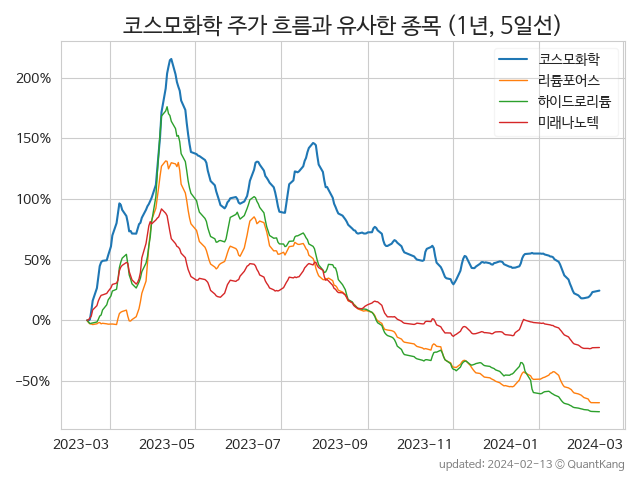 코스모화학 주가 흐름과 유사한 종목 (1년, 5일선)
코스모화학
리튬포어스
하이드로리튬
미래나노텍
200%
150%
100%
50%
0%
−50%
2023-03 2023-05 2023-07 2023-09 2023-11 2024-01 2024-03
updated: 2024-02-13 © QuantKang